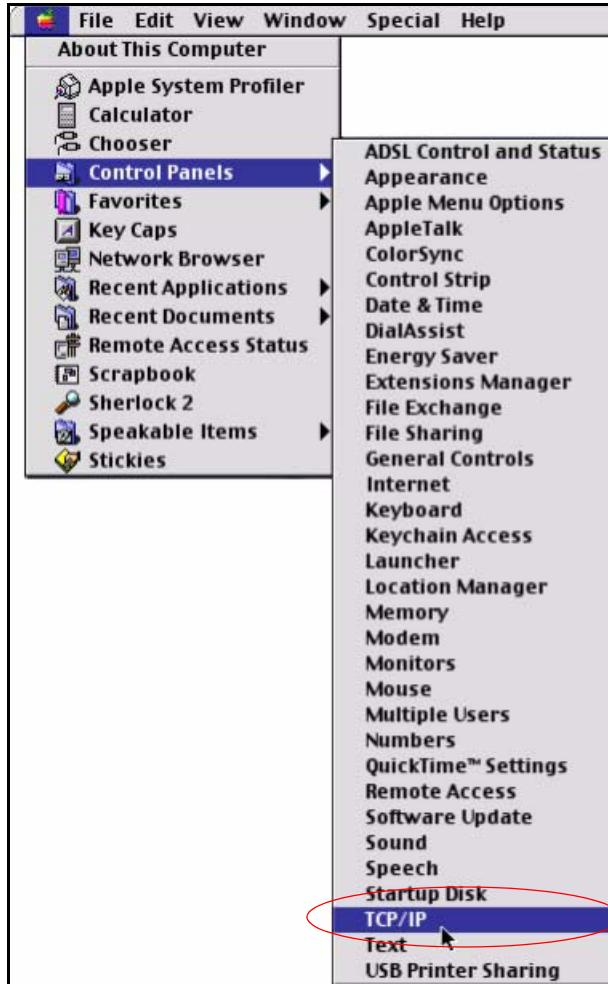 File Edit View Window Special Help
About This Computer
Apple System Profiler
Calculator
Chooser
Control Panels
Favorites
Key Caps
Network Browser
Recent Applications
Recent Documents
Remote Access Status
Scrapbook
Sherlock 2
Speakable Items
Stickies
ADSL Control and Status
Appearance
Apple Menu Options
AppleTalk
ColorSync
Control Strip
Date & Time
DialAssist
Energy Saver
Extensions Manager
File Exchange
File Sharing
General Controls
Internet
Keyboard
Keychain Access
Launcher
Location Manager
Memory
Modem
Monitors
Mouse
Multiple Users
Numbers
QuickTime™ Settings
Remote Access
Software Update
Sound
Speech
Startup Disk
TCP/IP
Text
USB Printer Sharing